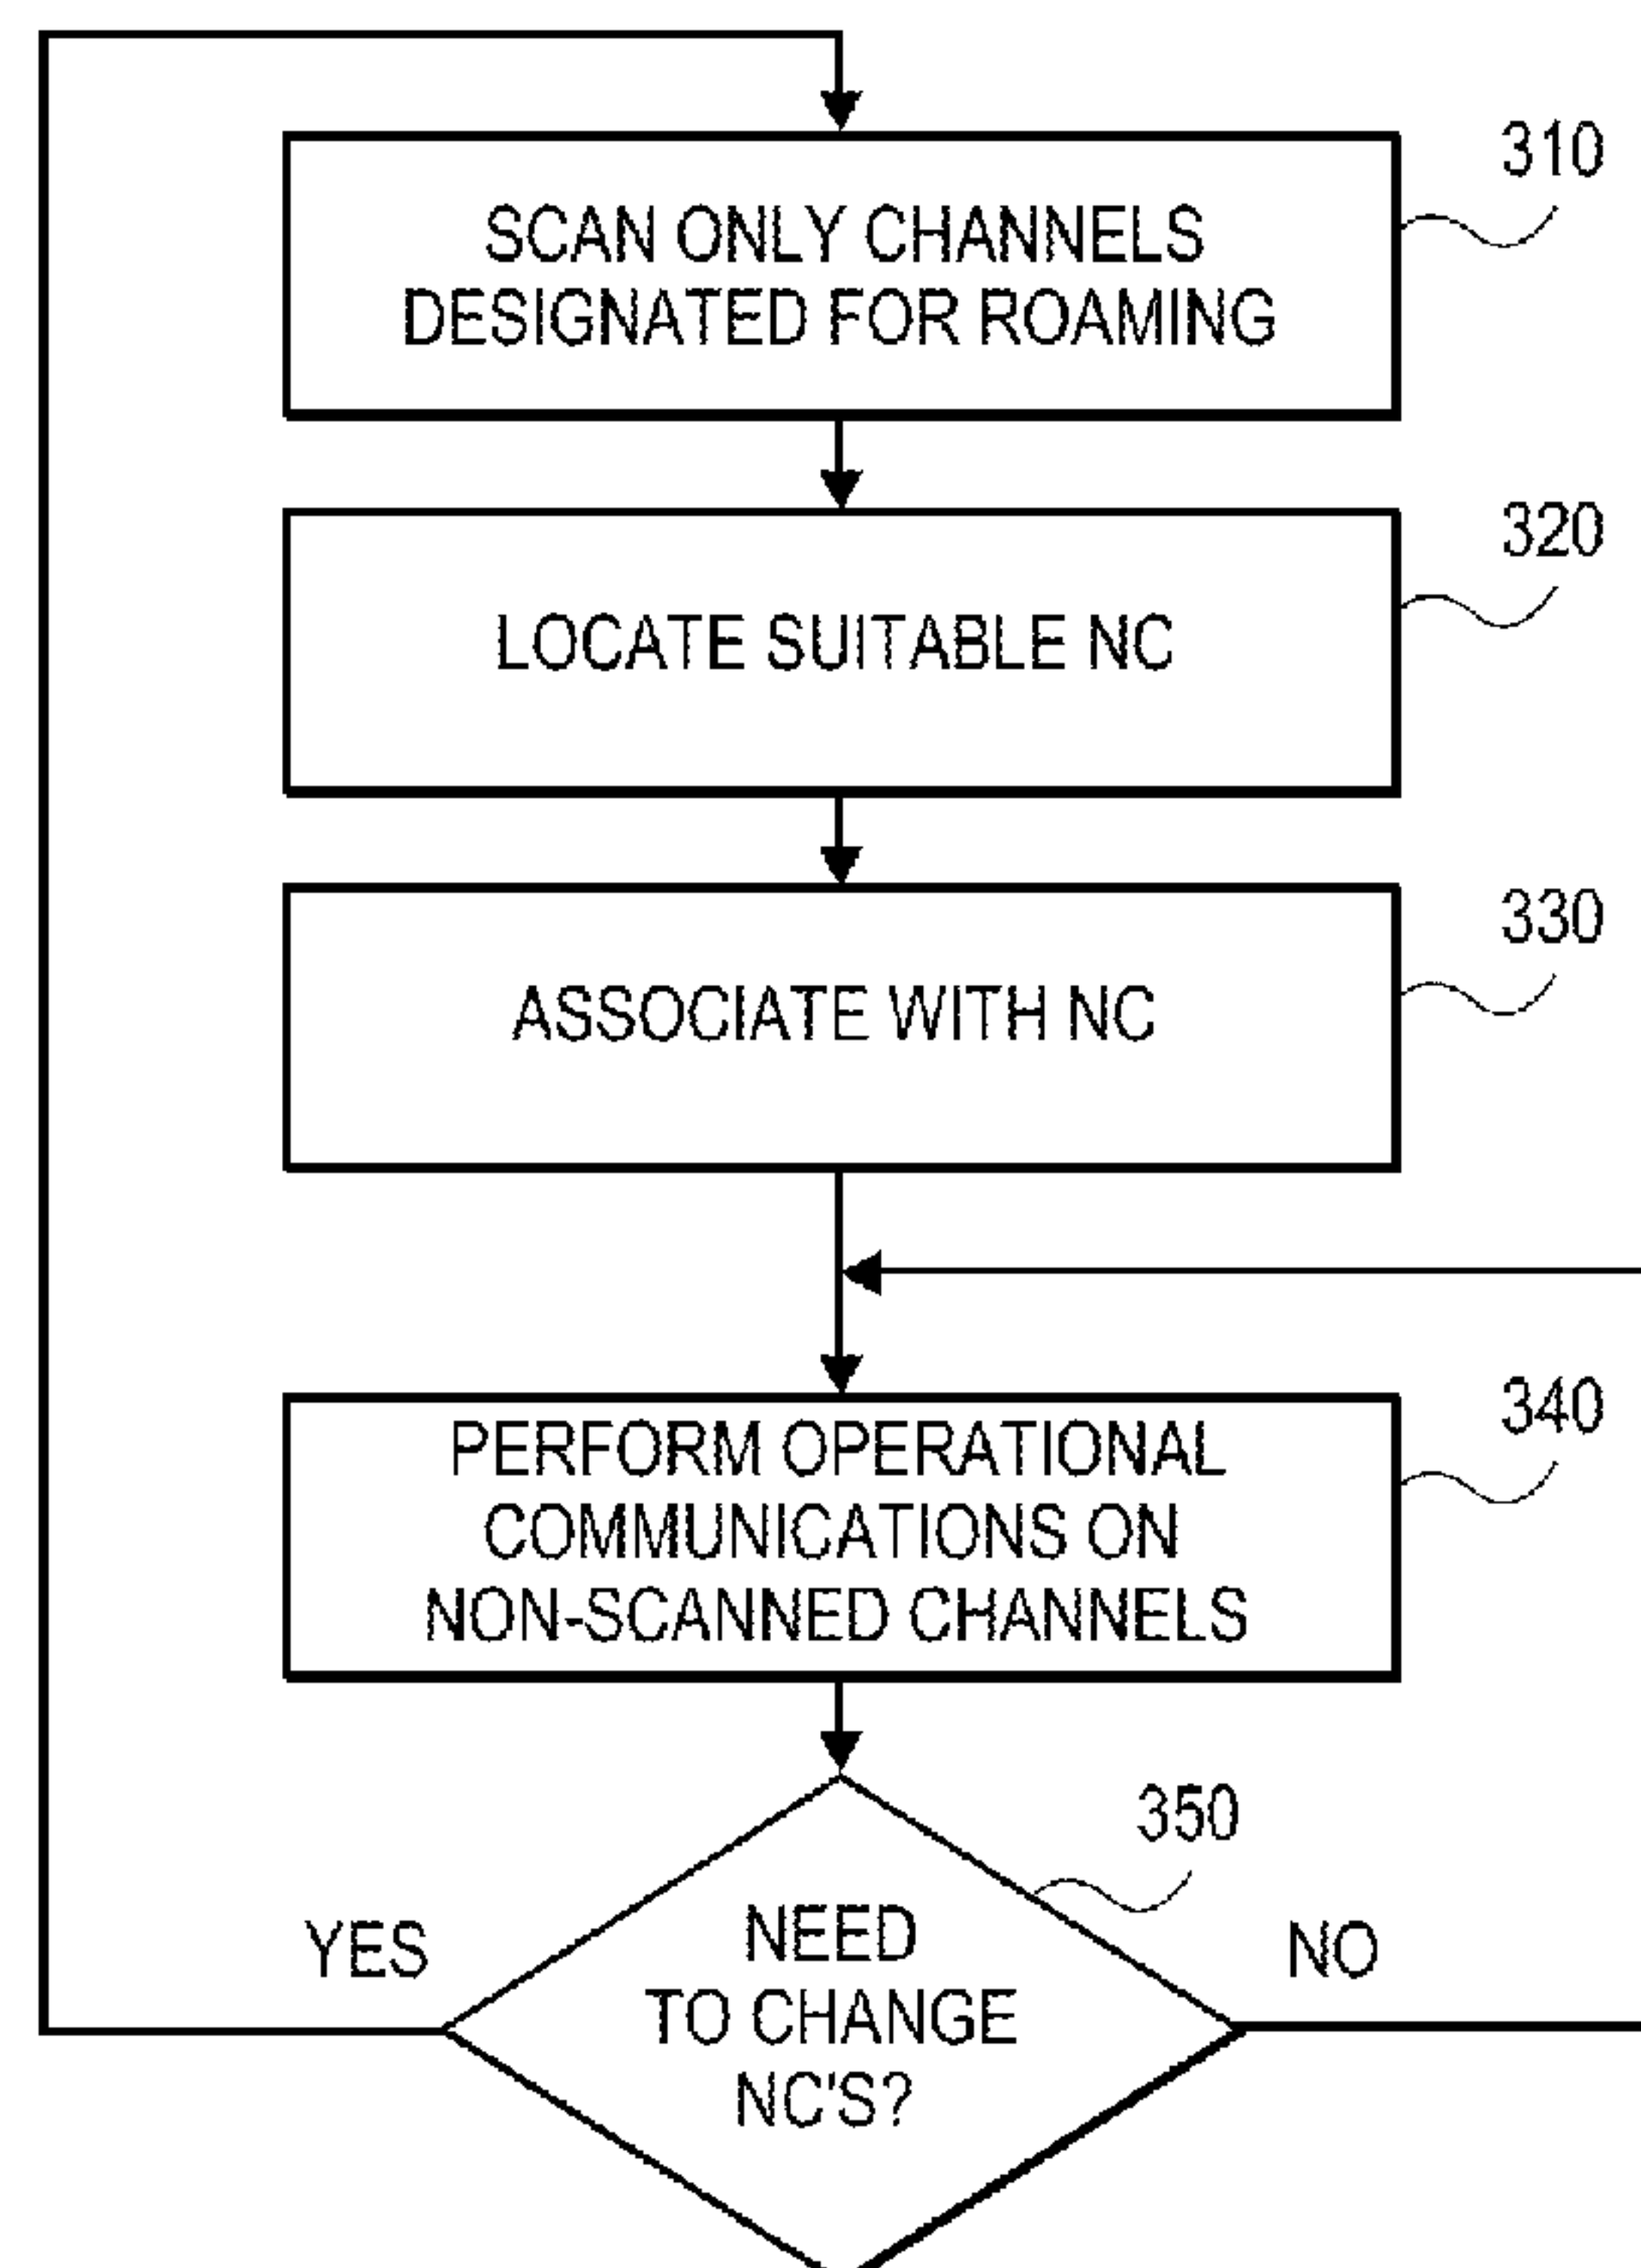 310
SCAN ONLY CHANNELS
DESIGNATED FOR ROAMING
320
LOCATE SUITABLE NC
330
ASSOCIATE WITH NC
340
PERFORM OPERATIONAL
COMMUNICATIONS ON
NON-SCANNED CHANNELS
350
YES
NEED
TO CHANGE
NC'S?
NO